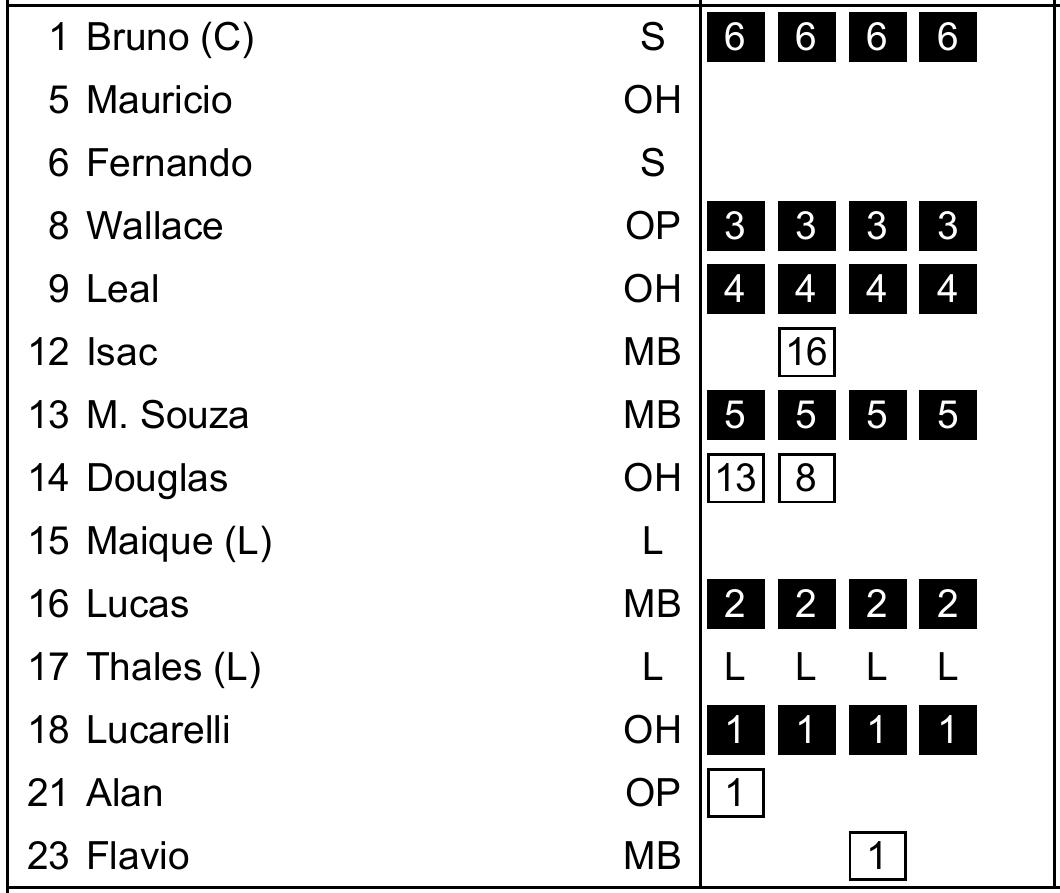 1 Bruno (C) S 6 6 6 6
5 Mauricio OH
6 Fernando S
8 Wallace OP 3 3 3 3
9 Leal OH 4 4 4 4
12 Isac MB 16
13 M. Souza MB 5 5 5 5
14 Douglas OH 13 8
15 Maique (L) L
16 Lucas MB 2 2 2 2
17 Thales (L) L L L L L
18 Lucarelli OH 1 1 1 1
21 Alan OP 1
23 Flavio MB 1